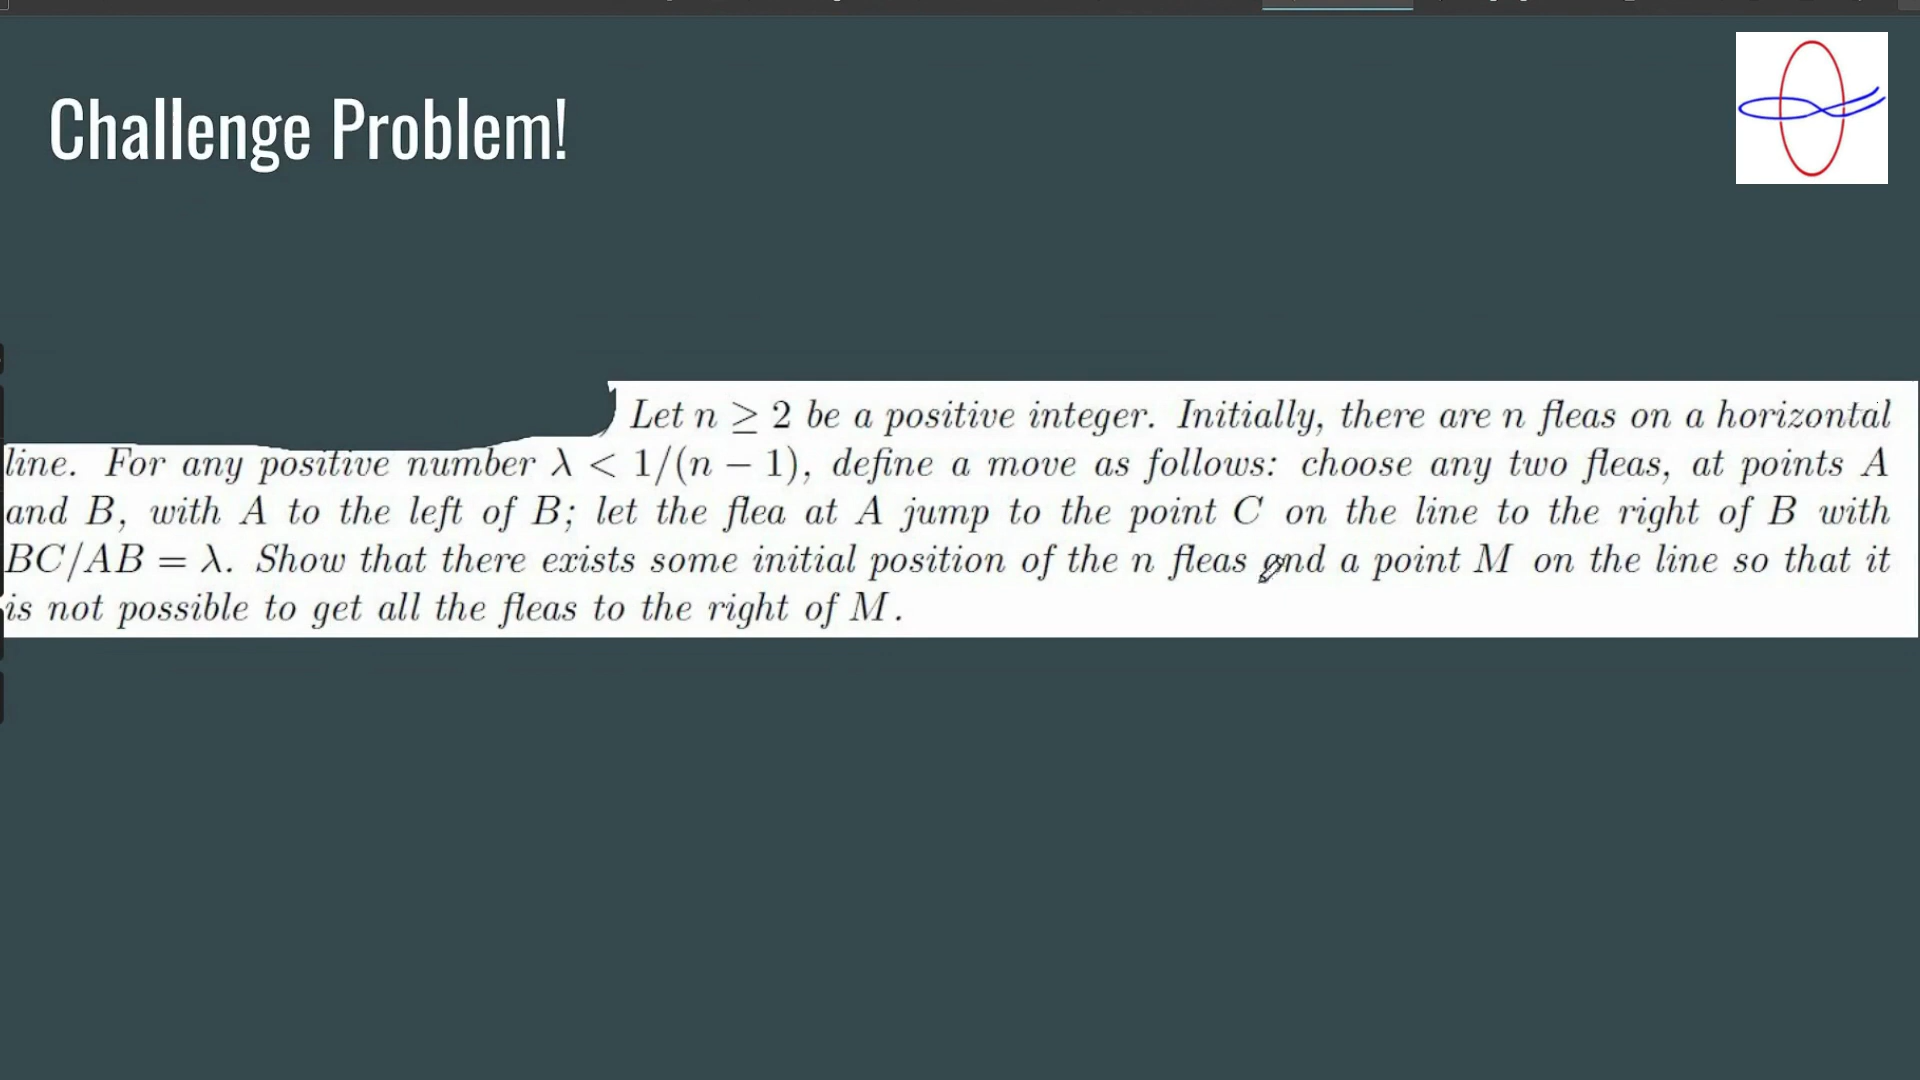 Challenge Problem!
Let n ≥ 2 be a positive integer. Initially, there are n fleas on a horizontal
line. For any positive number λ < 1/(n − 1), define a move as follows: choose any two fleas, at points A
and B, with A to the left of B; let the flea at A jump to the point C on the line to the right of B with
BC/AB = λ. Show that there exists some initial position of the n fleas and a point M on the line so that it
is not possible to get all the fleas to the right of M.